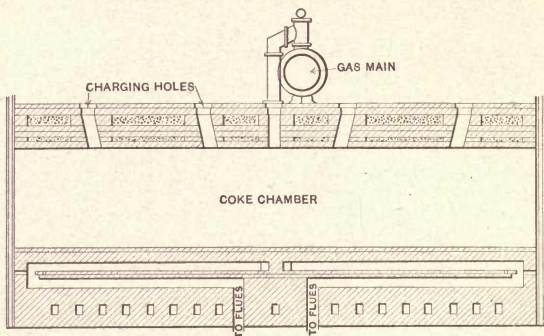 GAS MAIN
CHARGING HOLES
COKE CHAMBER
TO FLUES
TO FLUES